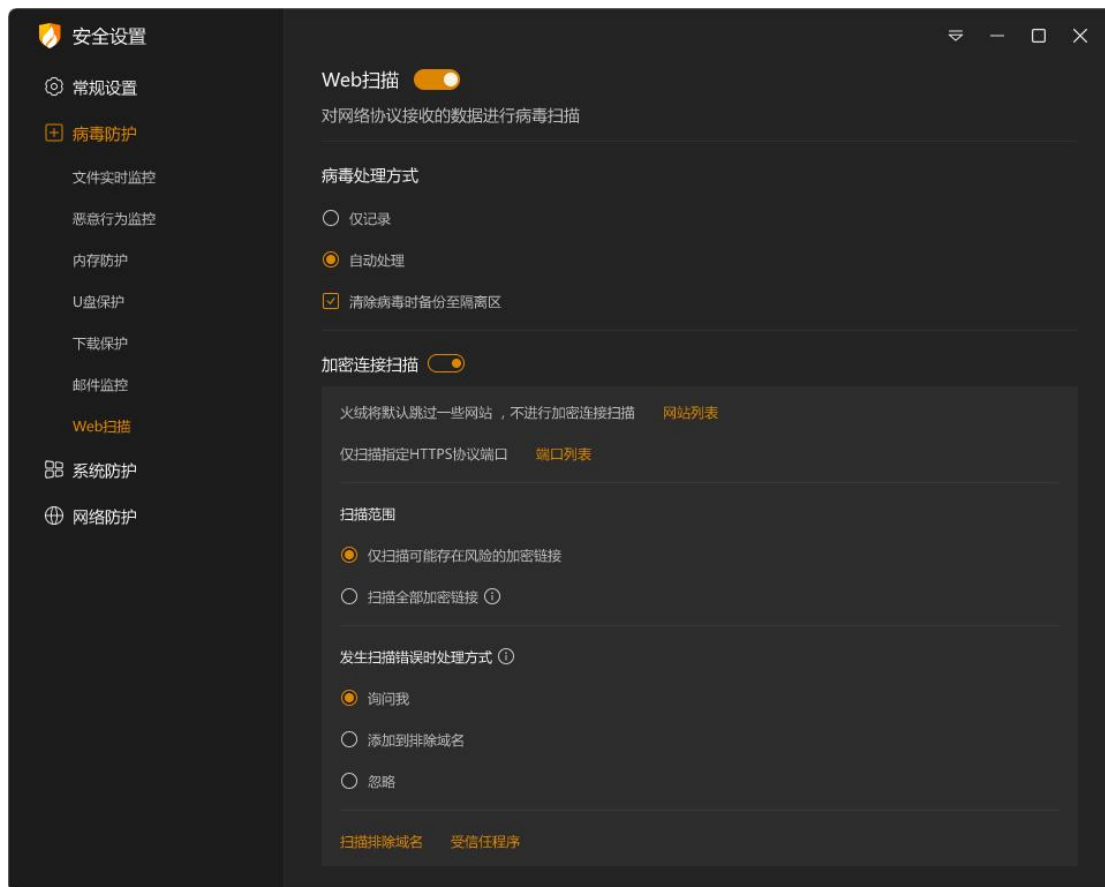 安全设置
常规设置
病毒防护
文件实时监控
恶意行为监控
内存防护
U盘保护
下载保护
邮件监控
Web扫描
系统防护
网络防护
Web扫描
对网络协议接收的数据进行病毒扫描
病毒处理方式
仅记录
自动处理
清除病毒时备份至隔离区
加密连接扫描
火绒将默认跳过一些网站，不进行加密连接扫描 网站列表
仅扫描指定HTTPS协议端口 端口列表
扫描范围
仅扫描可能存在风险的加密链接
扫描全部加密链接
发生扫描错误时处理方式
询问我
添加到排除域名
忽略
扫描排除域名 受信任程序